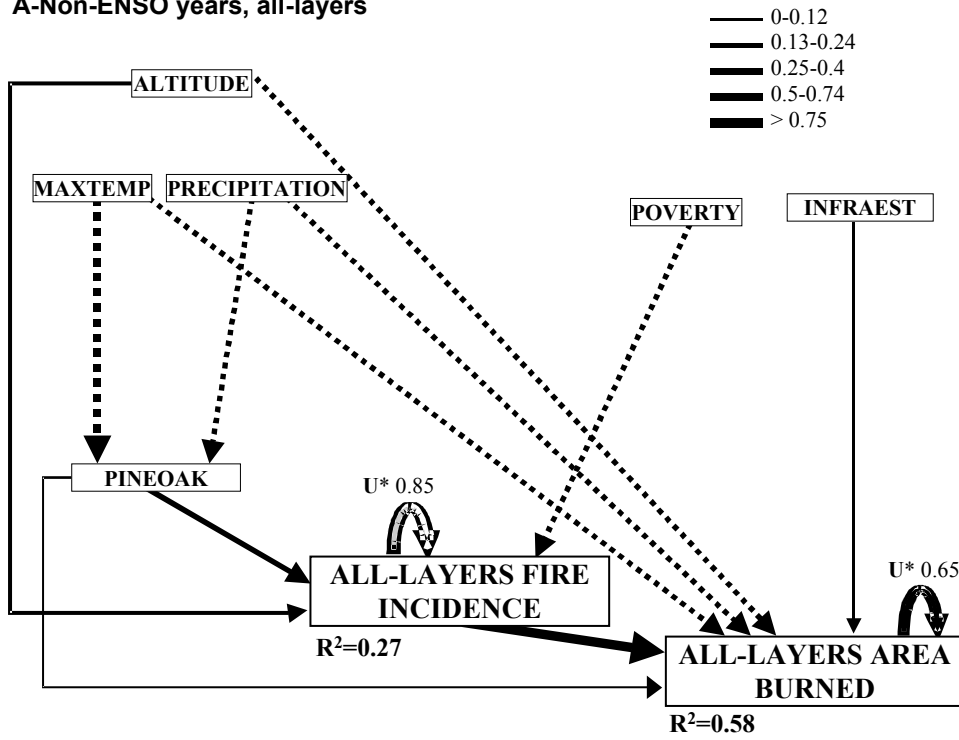 A-Non-ENSO years, all-layers
0-0.12
0.13-0.24
0.25-0.4
0.5-0.74
> 0.75
ALTITUDE
MAXTEMP
PRECIPITATION
POVERTY
INFRAEST
PINEOAK
U* 0.85
ALL-LAYERS FIRE
INCIDENCE
R²=0.27
U* 0.65
ALL-LAYERS AREA
BURNED
R²=0.58